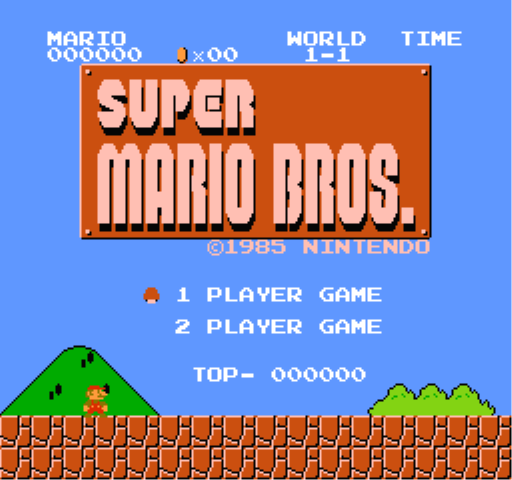 MARIO WORLD TIME
000000 ×00 1-1
SUPER
MARIO BROS.
©1985 NINTENDO
1 PLAYER GAME
2 PLAYER GAME
TOP- 000000